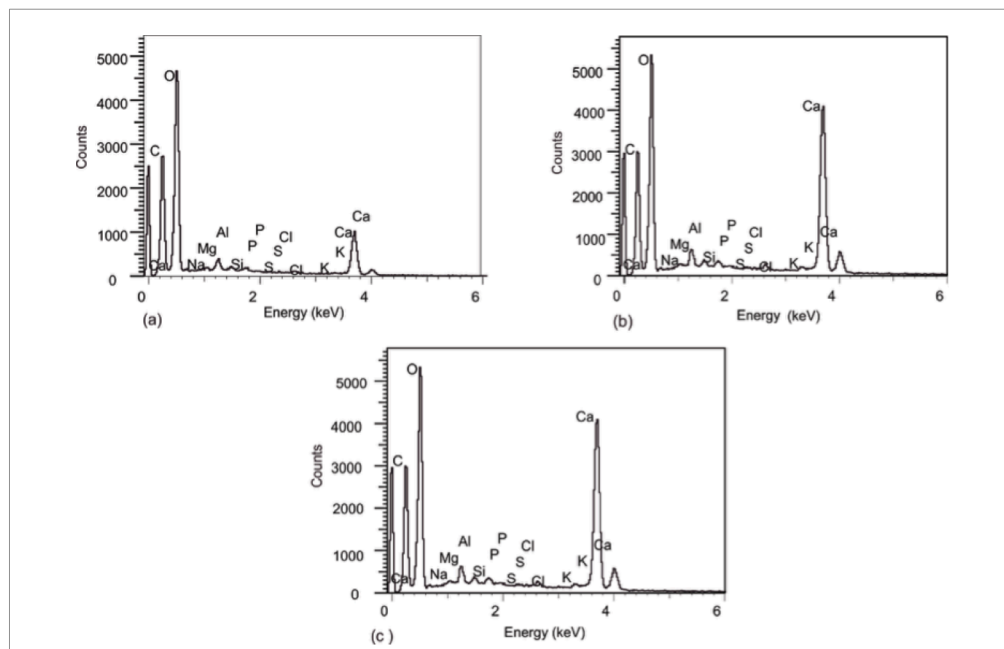 5000
4000
3000
2000
1000
0
Counts
O
C
Ca
Na
Mg
Al
Si
P
P
S
S
Cl
Cl
K
K
Ca
Ca
0 2 4 6
Energy (keV)
(a)
5000
4000
3000
2000
1000
0
Counts
O
C
Ca
Na
Mg
Al
Si
P
P
S
S
Cl
Cl
K
K
Ca
Ca
0 2 4 6
Energy (keV)
(b)
5000
4000
3000
2000
1000
0
Counts
O
C
Ca
Na
Mg
Al
Si
P
P
S
S
Cl
Cl
K
K
Ca
Ca
0 2 4 6
Energy (keV)
(c )